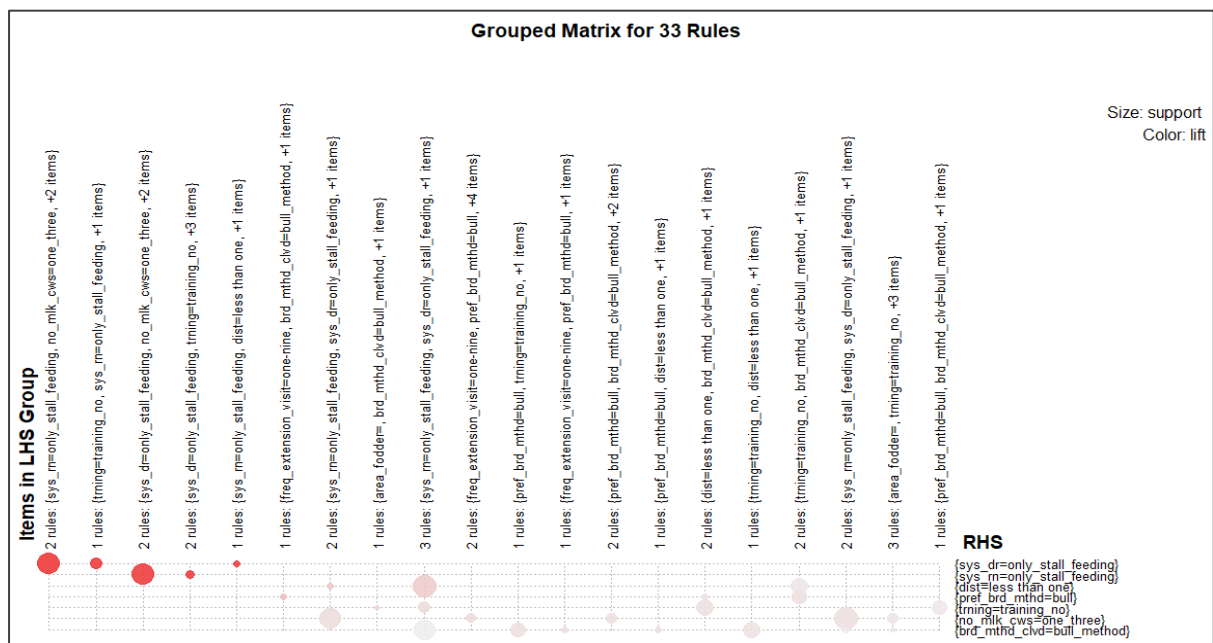 Grouped Matrix for 33 Rules
Size: support
Color: lift
Items in LHS Group
2 rules: {sys_rn=only_stall_feeding, no_mlk_cws=one_three, +2 items}
1 rules: {trning=training_no, sys_rn=only_stall_feeding, +1 items}
2 rules: {sys_dr=only_stall_feeding, no_mlk_cws=one_three, +2 items}
2 rules: {sys_dr=only_stall_feeding, trning=training_no, +3 items}
1 rules: {sys_rn=only_stall_feeding, dist=less than one, +1 items}
1 rules: {freq_extension_visit=one-nine, brd_mthd_clvd=bull_method, +1 items}
2 rules: {sys_rn=only_stall_feeding, sys_dr=only_stall_feeding, +1 items}
1 rules: {area_fodder=, brd_mthd_clvd=bull_method, +1 items}
3 rules: {sys_rn=only_stall_feeding, sys_dr=only_stall_feeding, +1 items}
2 rules: {freq_extension_visit=one-nine, pref_brd_mthd=bull, +4 items}
1 rules: {pref_brd_mthd=bull, trning=training_no, +1 items}
1 rules: {freq_extension_visit=one-nine, pref_brd_mthd=bull, +1 items}
2 rules: {pref_brd_mthd=bull, brd_mthd_clvd=bull_method, +2 items}
1 rules: {pref_brd_mthd=bull, dist=less than one, +1 items}
2 rules: {dist=less than one, brd_mthd_clvd=bull_method, +1 items}
1 rules: {trning=training_no, dist=less than one, +1 items}
2 rules: {trning=training_no, brd_mthd_clvd=bull_method, +1 items}
2 rules: {sys_rn=only_stall_feeding, sys_dr=only_stall_feeding, +1 items}
3 rules: {area_fodder=, trning=training_no, +3 items}
1 rules: {pref_brd_mthd=bull, brd_mthd_clvd=bull_method, +1 items}
RHS
{sys_dr=only_stall_feeding}
{sys_rn=only_stall_feeding}
{dist=less than one}
{pref_brd_mthd=bull}
{trning=training_no}
{no_mlk_cws=one_three}
{brd_mthd_clvd=bull_method}